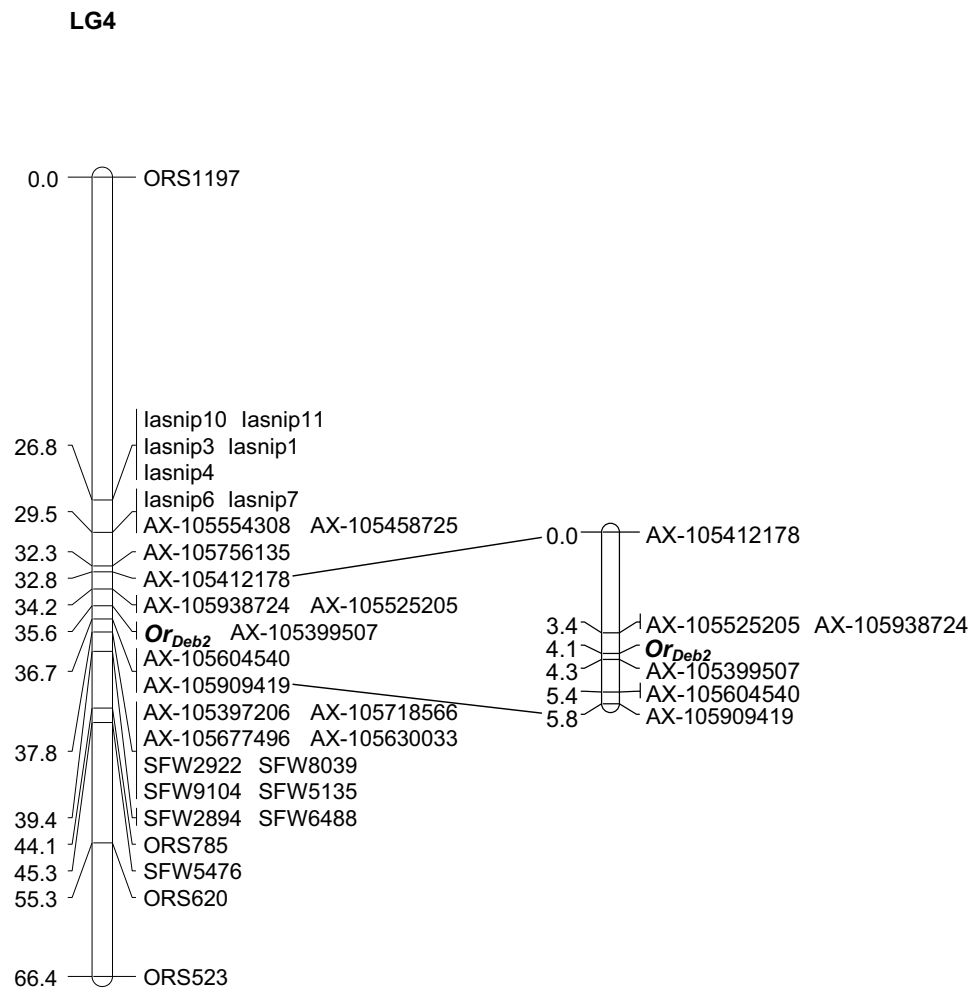 LG4
0.0 ORS1197
Iasnip10 Iasnip11
26.8 Iasnip3 Iasnip1
Iasnip4
Iasnip6 Iasnip7
29.5 AX-105554308 AX-105458725
32.3 AX-105756135
32.8 AX-105412178
34.2 AX-105938724 AX-105525205
35.6 OrDeb2 AX-105399507
AX-105604540
36.7 AX-105909419
AX-105397206 AX-105718566
37.8 AX-105677496 AX-105630033
SFW2922 SFW8039
SFW9104 SFW5135
39.4 SFW2894 SFW6488
44.1 ORS785
45.3 SFW5476
55.3 ORS620
66.4 ORS523
0.0 AX-105412178
3.4 AX-105525205 AX-105938724
4.1 OrDeb2
4.3 AX-105399507
5.4 AX-105604540
5.8 AX-105909419